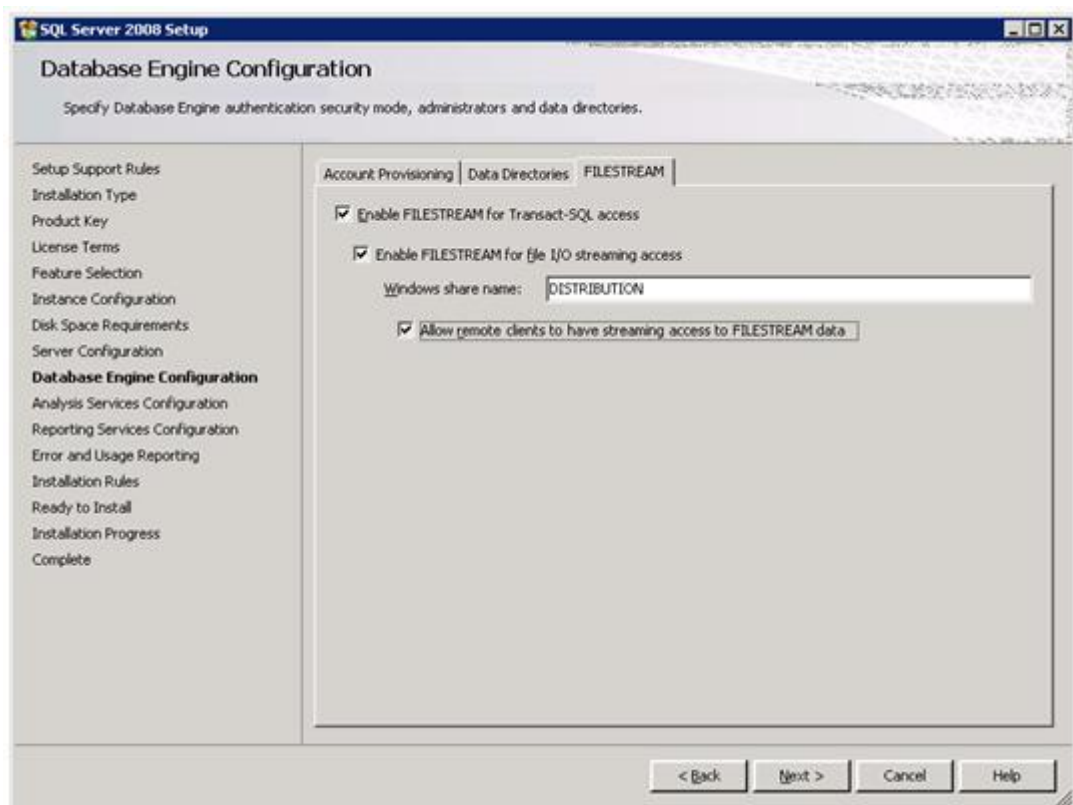 SQL Server 2008 Setup
Database Engine Configuration
Specify Database Engine authentication security mode, administrators and data directories.
Setup Support Rules
Installation Type
Product Key
License Terms
Feature Selection
Instance Configuration
Disk Space Requirements
Server Configuration
Database Engine Configuration
Analysis Services Configuration
Reporting Services Configuration
Error and Usage Reporting
Installation Rules
Ready to Install
Installation Progress
Complete
Account Provisioning Data Directories FILESTREAM
Enable FILESTREAM for Transact-SQL access
Enable FILESTREAM for file I/O streaming access
Windows share name: DISTRIBUTION
Allow remote clients to have streaming access to FILESTREAM data
< Back Next > Cancel Help